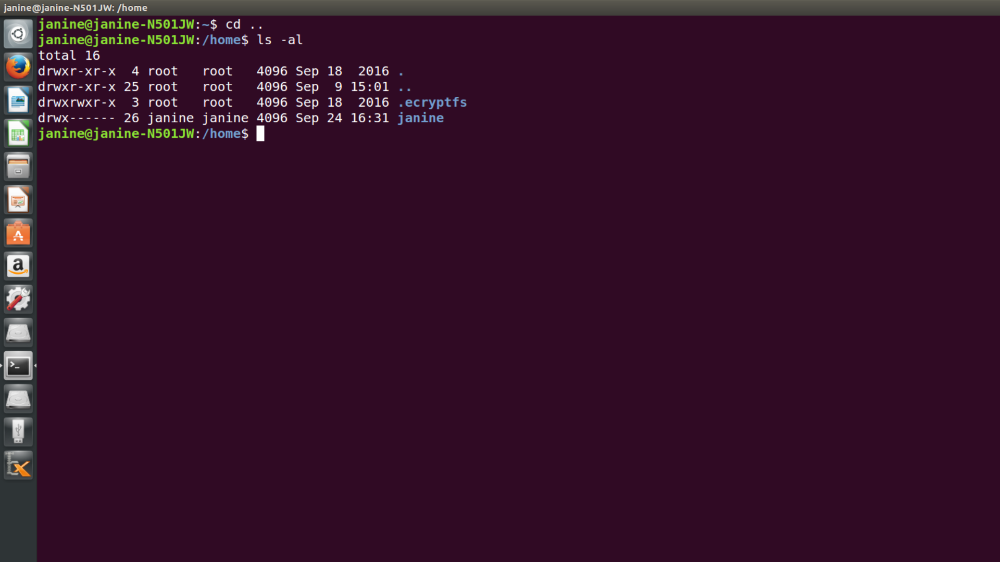 janine@janine-N501JW: /home
janine@janine-N501JW:~$ cd ..
janine@janine-N501JW:/home$ ls -al
total 16
drwxr-xr-x  4 root   root   4096 Sep 18  2016 .
drwxr-xr-x 25 root   root   4096 Sep  9 15:01 ..
drwxrwxr-x  3 root   root   4096 Sep 18  2016 .ecryptfs
drwx------ 26 janine janine 4096 Sep 24 16:31 janine
janine@janine-N501JW:/home$